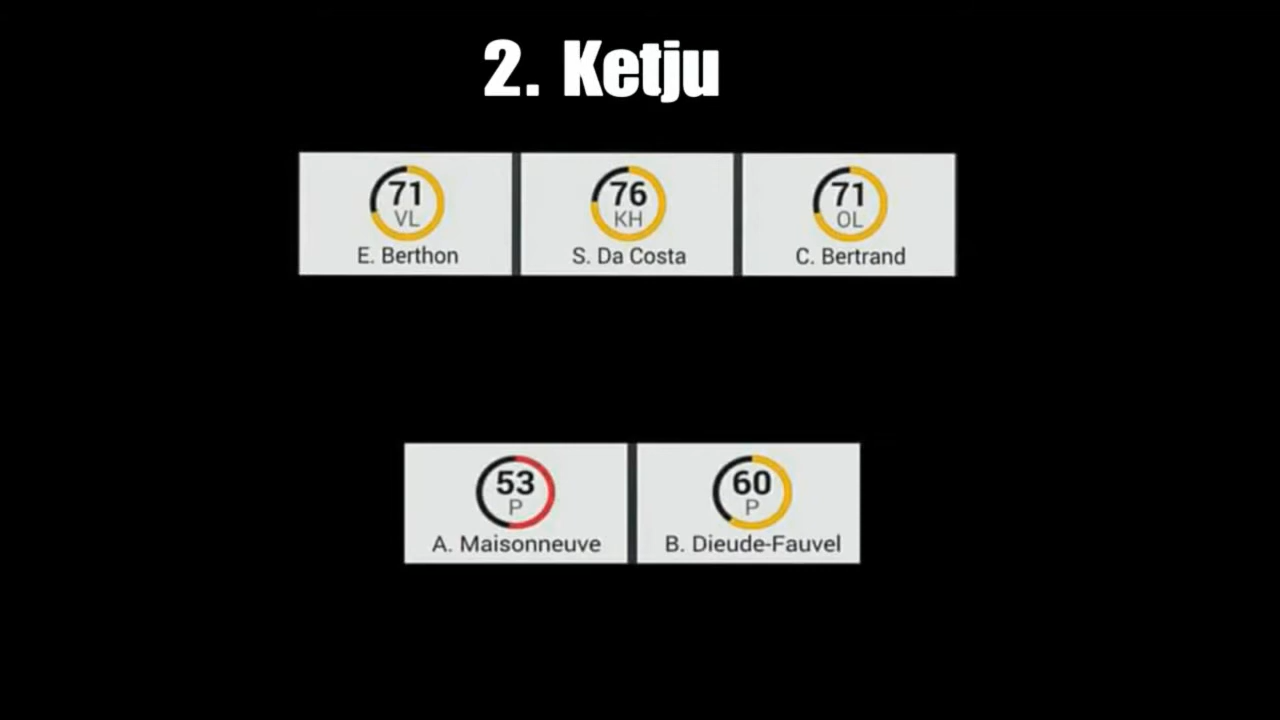 2. Ketju
71
VL
E. Berthon
76
KH
S. Da Costa
71
OL
C. Bertrand
53
P
A. Maisonneuve
60
P
B. Dieude-Fauvel